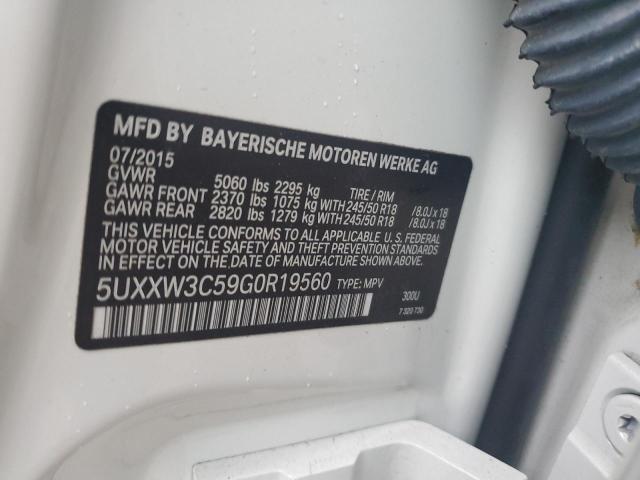 MFD BY BAYERISCHE MOTOREN WERKE AG
07/2015
GVWR 5060 lbs 2295 kg TIRE / RIM
GAWR FRONT 2370 lbs 1075 kg WITH 245/50 R18 /8.0J x 18
GAWR REAR 2820 lbs 1279 kg WITH 245/50 R18 /8.0J x 18
THIS VEHICLE CONFORMS TO ALL APPLICABLE U.S. FEDERAL
MOTOR VEHICLE SAFETY AND THEFT PREVENTION STANDARDS
IN EFFECT ON THE DATE OF MANUFACTURE SHOWN ABOVE.
5UXXW3C59G0R19560 TYPE: MPV
300U
7 320 730